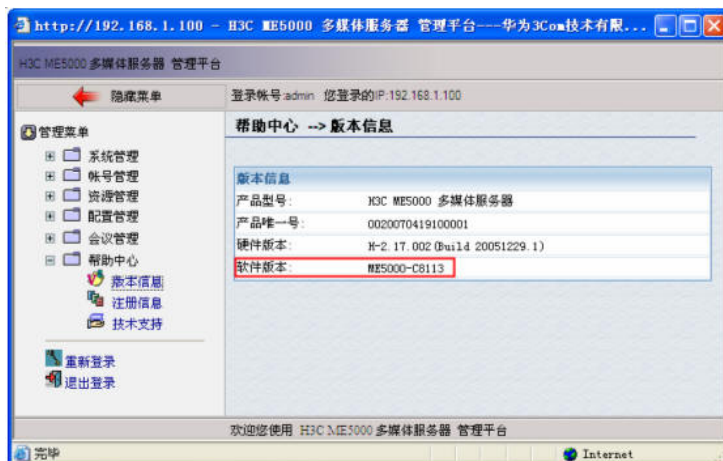 http://192.168.1.100 - H3C ME5000 多媒体服务器 管理平台---华为3Com技术有限...
H3C ME5000 多媒体服务器 管理平台
隐藏菜单
登录帐号:admin 您登录的IP:192.168.1.100
管理菜单
系统管理
帐号管理
资源管理
配置管理
会议管理
帮助中心
版本信息
注册信息
技术支持
重新登录
退出登录
帮助中心 --> 版本信息
版本信息
产品型号: H3C ME5000 多媒体服务器
产品唯一号: 0020070419100001
硬件版本: H-2.17.002(Build 20051229.1)
软件版本: ME5000-C8113
欢迎您使用 H3C ME5000 多媒体服务器 管理平台
完毕
Internet